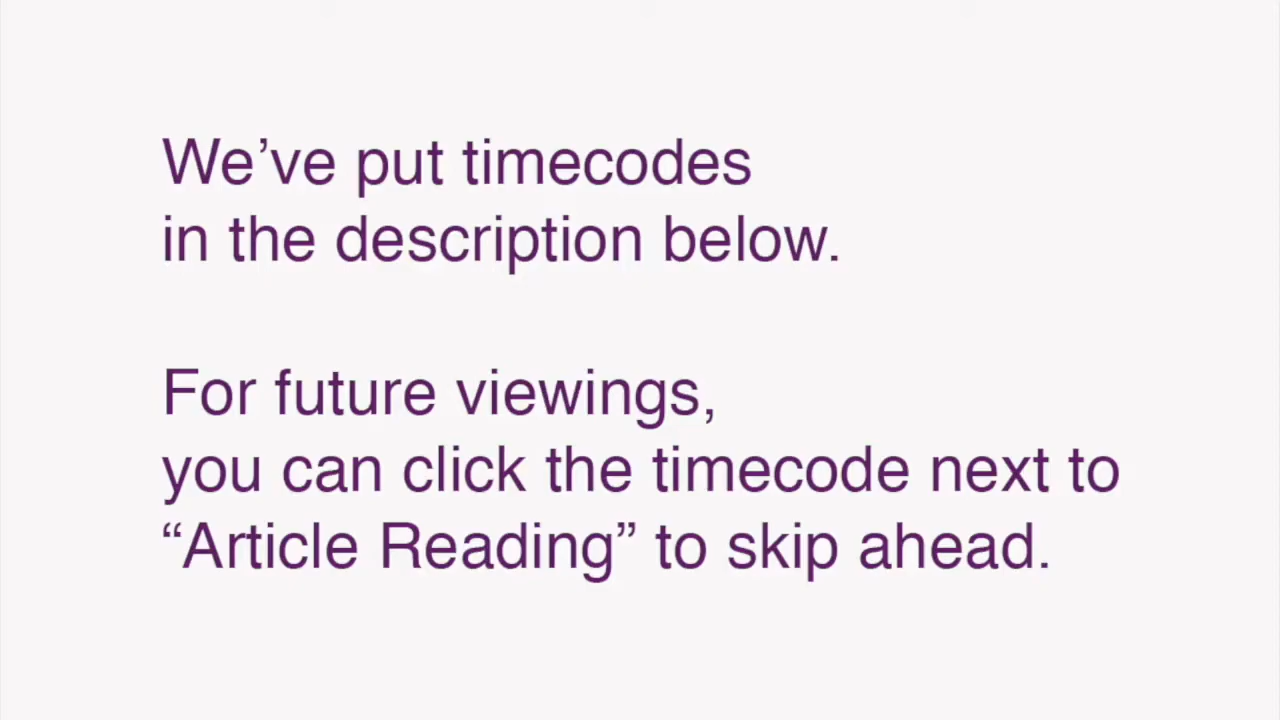 We’ve put timecodes
in the description below.
For future viewings,
you can click the timecode next to
“Article Reading” to skip ahead.